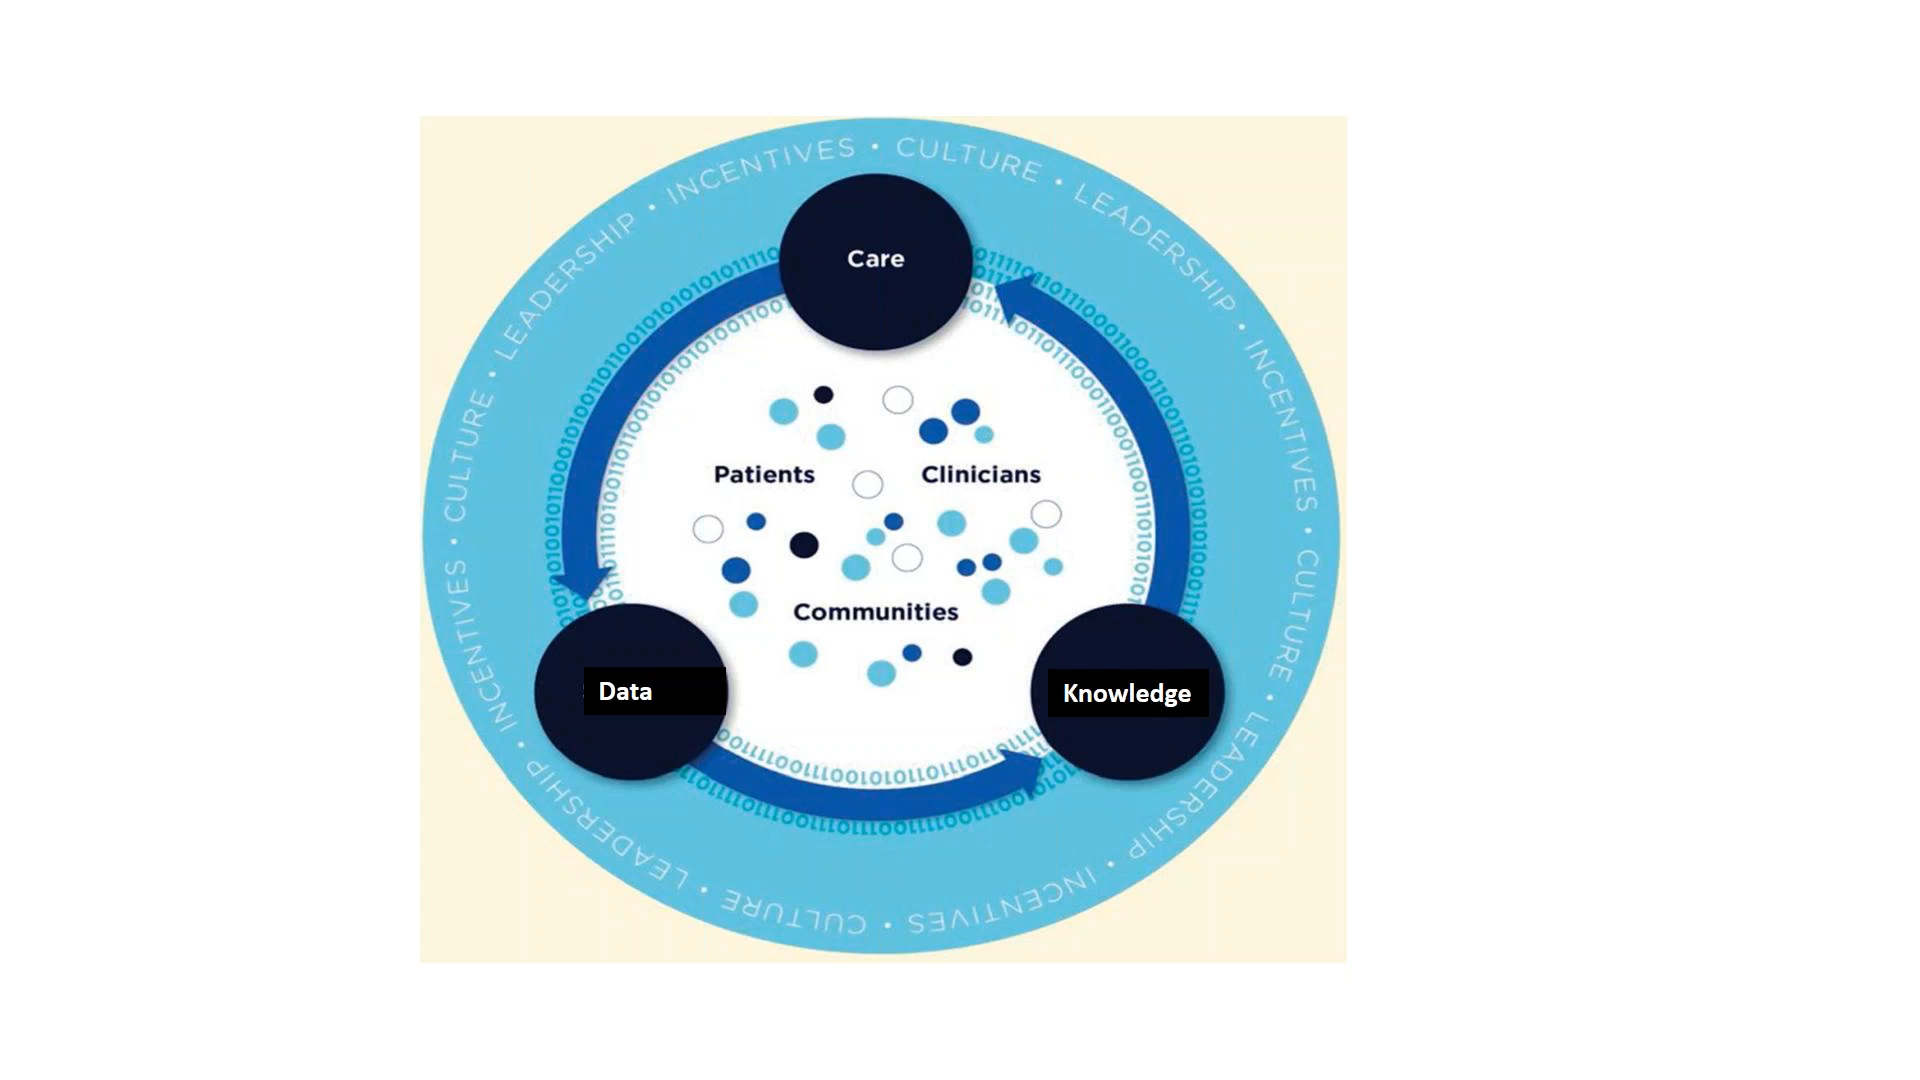 INCENTIVES • CULTURE • LEADERSHIP • INCENTIVES • CULTURE • LEADERSHIP • INCENTIVES • CULTURE • LEADERSHIP • INCENTIVES • CULTURE • LEADERSHIP •
Care
Patients
Clinicians
Communities
Data
Knowledge